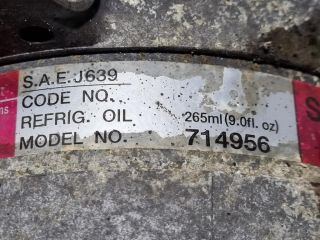 S.A.E.J639
CODE NO.
REFRIG. OIL 265ml(9.0fl. oz)
MODEL NO. 714956